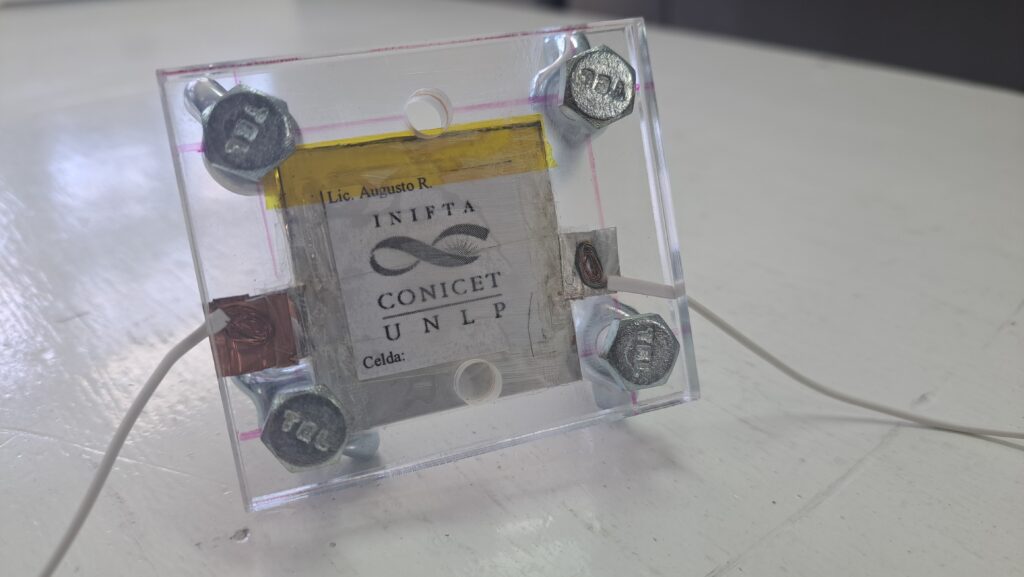 Lic. Augusto R.
INIFTA
CONICET
UNLP
Celda: